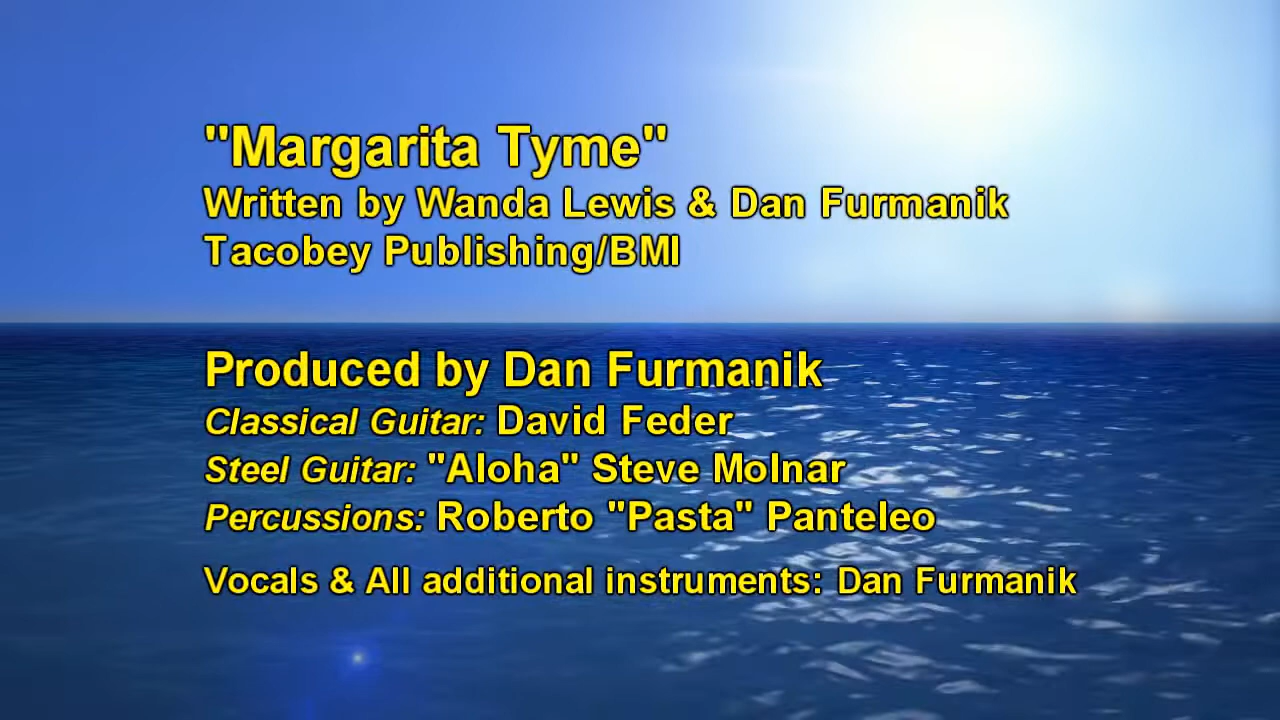 "Margarita Tyme"
Written by Wanda Lewis & Dan Furmanik
Tacobey Publishing/BMI
Produced by Dan Furmanik
Classical Guitar: David Feder
Steel Guitar: "Aloha" Steve Molnar
Percussions: Roberto "Pasta" Panteleo
Vocals & All additional instruments: Dan Furmanik